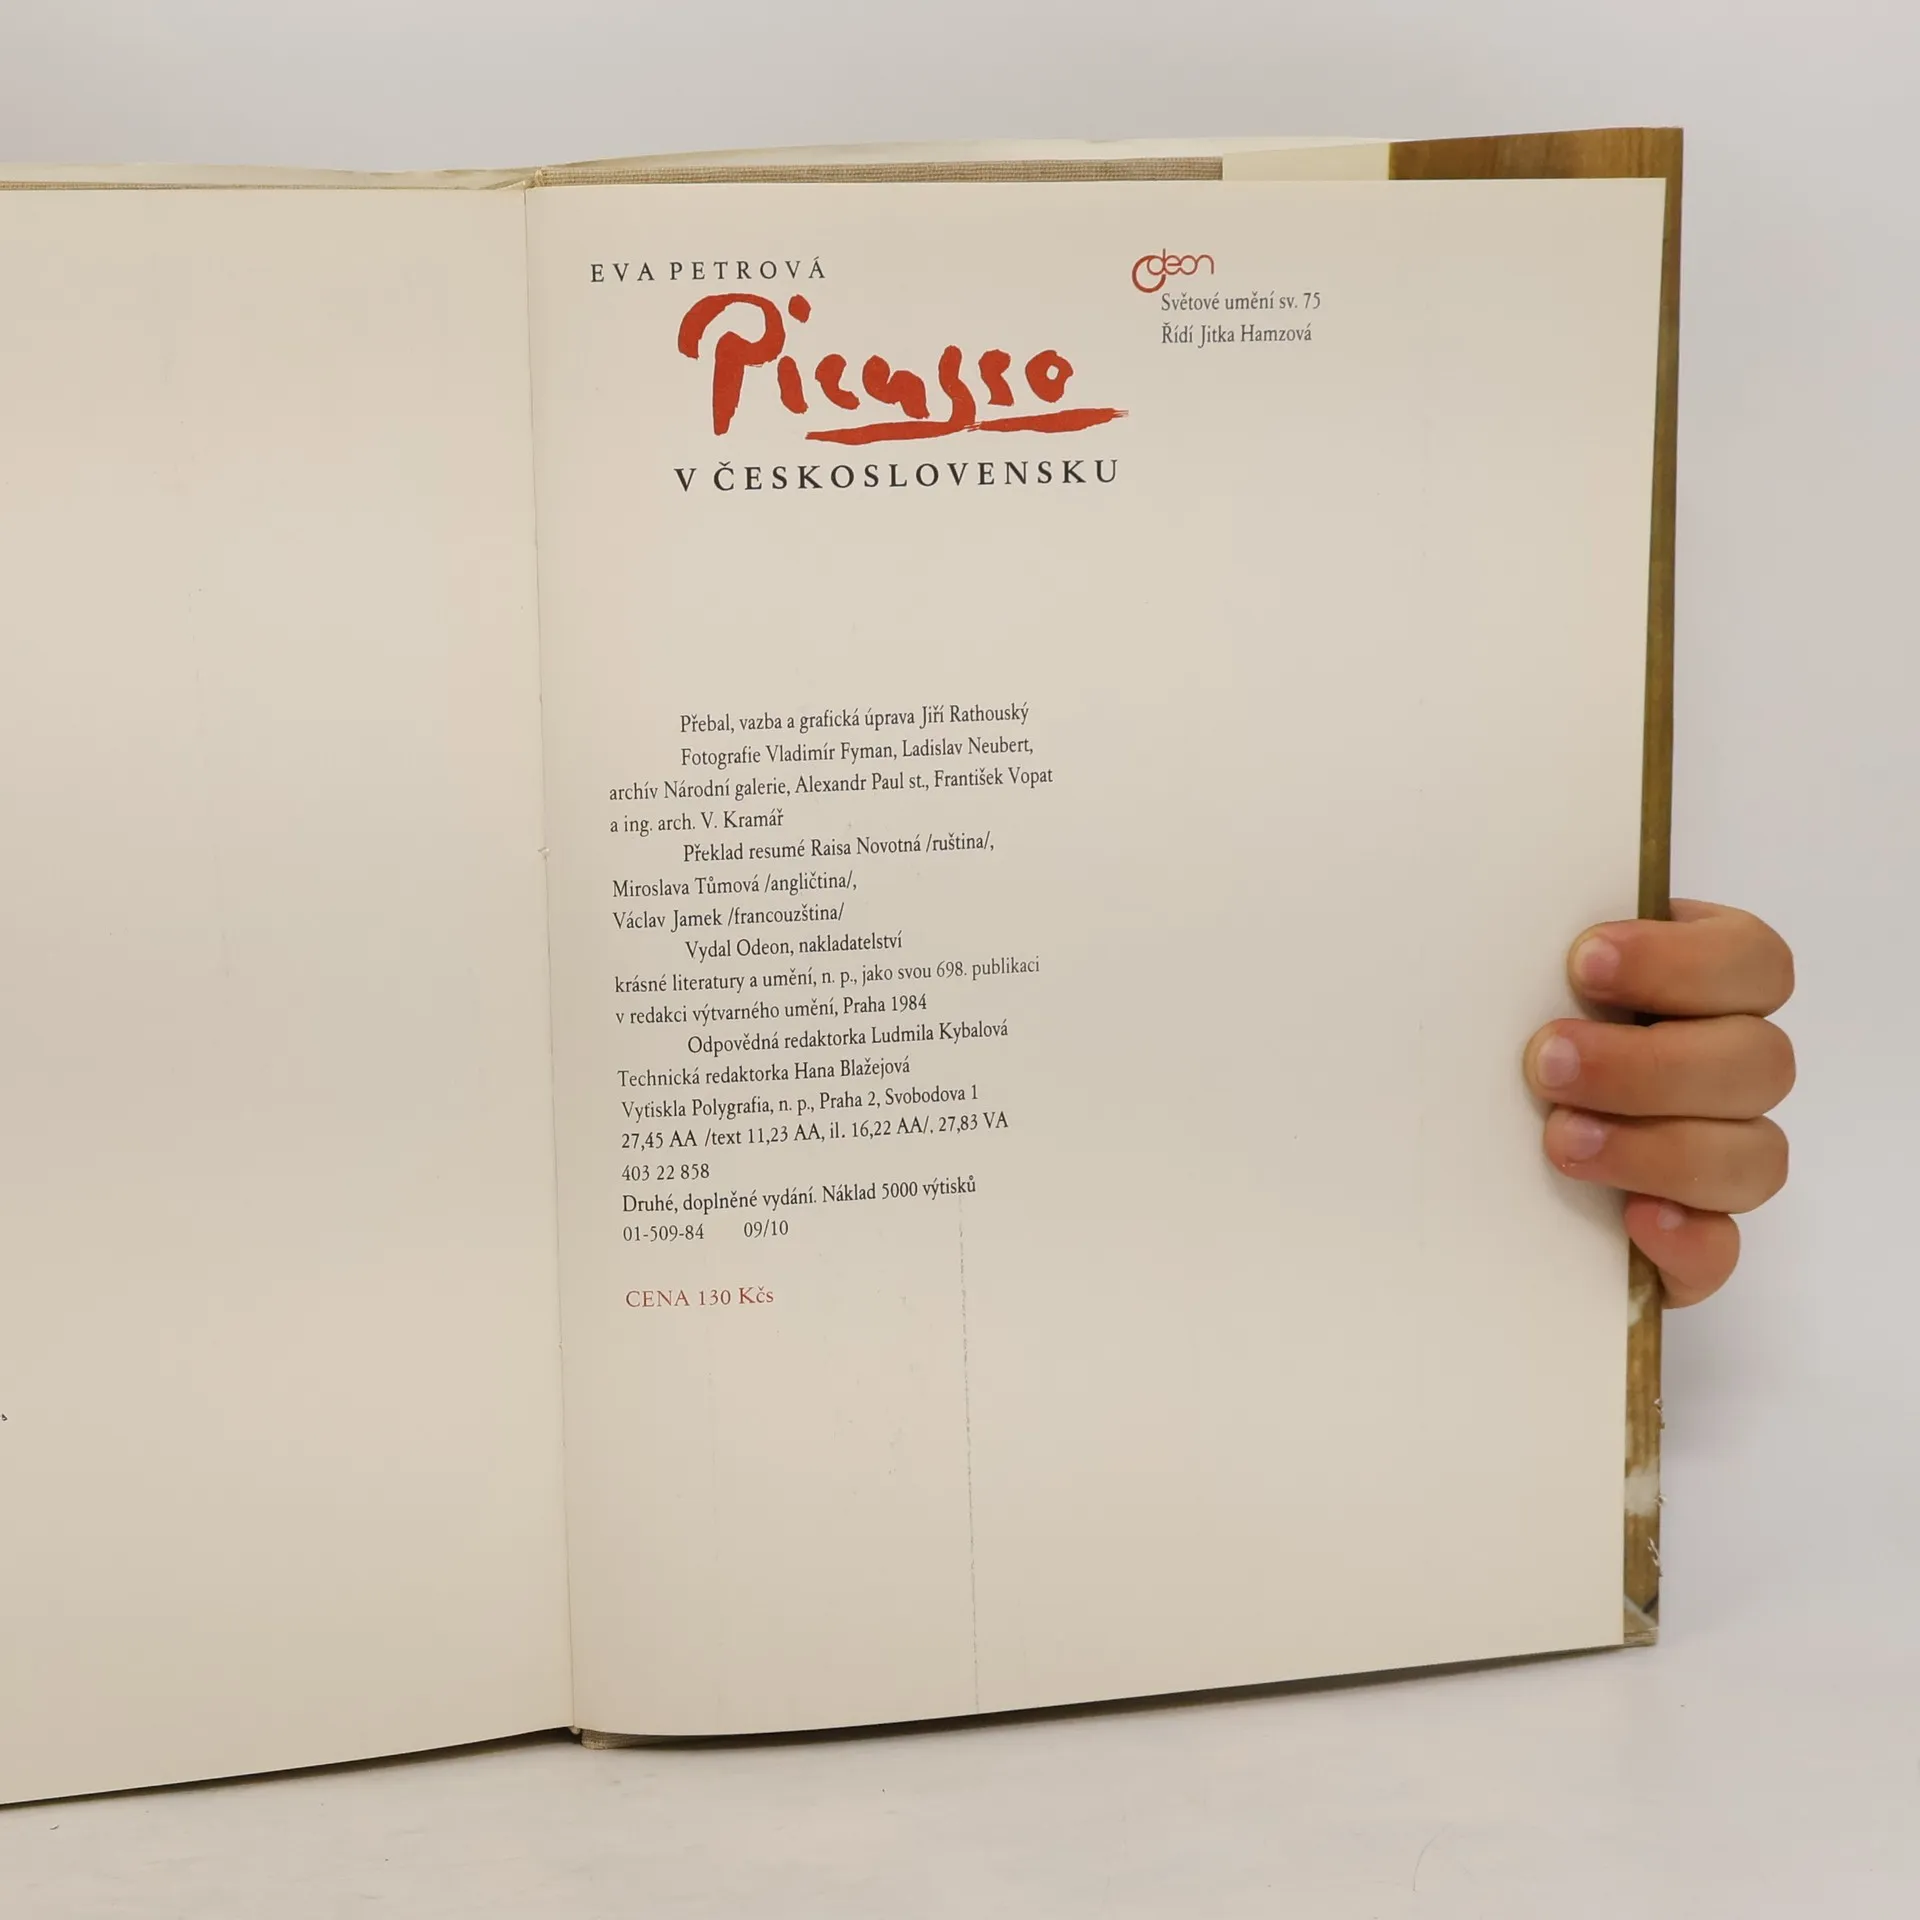 EVA PETROVÁ
Picasso
V ČESKOSLOVENSKU
Odeon
Světové umění sv. 75
Řídí Jitka Hamzová
Přebal, vazba a grafická úprava Jiří Rathouský
Fotografie Vladimír Fyman, Ladislav Neubert,
archív Národní galerie, Alexandr Paul st., František Vopat
a ing. arch. V. Kramář
Překlad resumé Raisa Novotná /ruština/,
Miroslava Tůmová /angličtina/,
Václav Jamek /francouzština/
Vydal Odeon, nakladatelství
krásné literatury a umění, n. p., jako svou 698. publikaci
v redakci výtvarného umění, Praha 1984
Odpovědná redaktorka Ludmila Kybalová
Technická redaktorka Hana Blažejová
Vytiskla Polygrafia, n. p., Praha 2, Svobodova 1
27,45 AA /text 11,23 AA, il. 16,22 AA/. 27,83 VA
403 22 858
Druhé, doplněné vydání. Náklad 5000 výtisků
01-509-84 09/10
CENA 130 Kčs